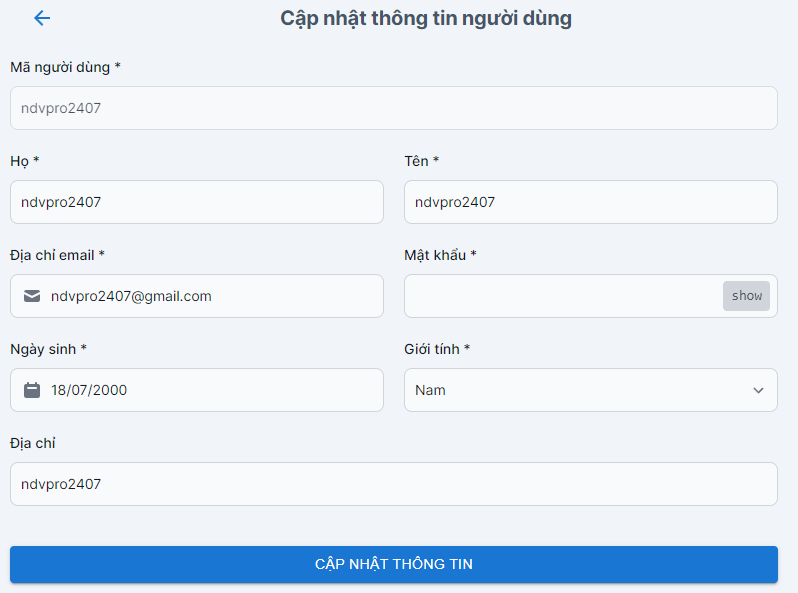 Cập nhật thông tin người dùng
Mã người dùng *
ndvpro2407
Họ *
Tên *
ndvpro2407
ndvpro2407
Địa chỉ email *
Mật khẩu *
ndvpro2407@gmail.com
show
Ngày sinh *
Giới tính *
18/07/2000
Nam
Địa chỉ
ndvpro2407
CẬP NHẬT THÔNG TIN